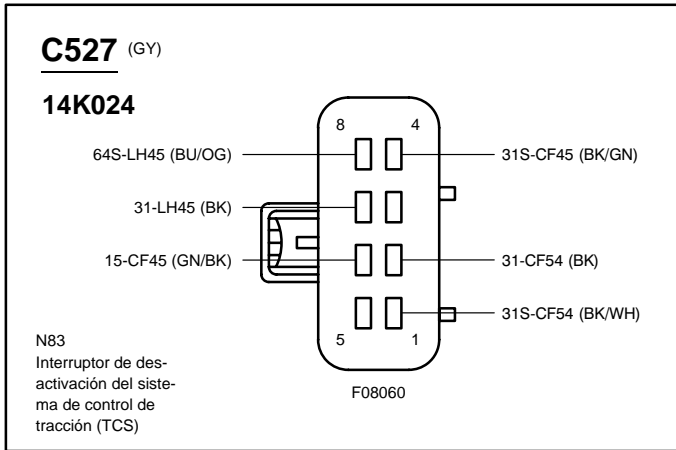 C527 (GY)
14K024
8 4
64S-LH45 (BU/OG) 31S-CF45 (BK/GN)
31-LH45 (BK)
15-CF45 (GN/BK) 31-CF54 (BK)
31S-CF54 (BK/WH)
5 1
N83
Interruptor de des-
activación del siste-
ma de control de
tracción (TCS)
F08060